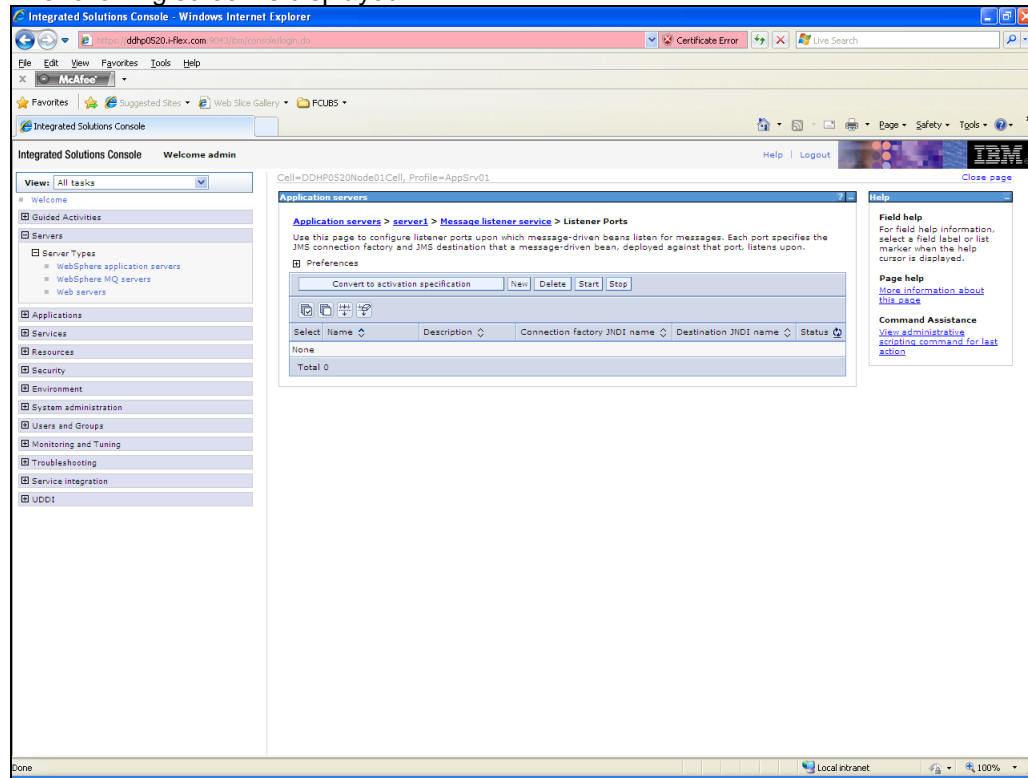 Integrated Solutions Console - Windows Internet Explorer
https://ddhp0520.i-flex.com:9043/ibm/console/login.do
Certificate Error
Live Search
File Edit View Favorites Tools Help
x McAfee
Favorites Suggested Sites Web Slice Gallery FCUBS
Integrated Solutions Console
Page Safety Tools
Integrated Solutions Console Welcome admin
Help | Logout
IBM.
View: All tasks
Cell=DDHP0520Node01Cell, Profile=AppSrv01
Close page
Welcome
Guided Activities
Servers
Server Types
WebSphere application servers
WebSphere MQ servers
Web servers
Applications
Services
Resources
Security
Environment
System administration
Users and Groups
Monitoring and Tuning
Troubleshooting
Service integration
UDDI
Application servers ? -
Application servers > server1 > Message listener service > Listener Ports
Use this page to configure listener ports upon which message-driven beans listen for messages. Each port specifies the
JMS connection factory and JMS destination that a message-driven bean, deployed against that port, listens upon.
Preferences
Convert to activation specification New Delete Start Stop
Select Name Description Connection factory JNDI name Destination JNDI name Status
None
Total 0
Help
Field help
For field help information,
select a field label or list
marker when the help
cursor is displayed.
Page help
More information about
this page
Command Assistance
View administrative
scripting command for last
action
Done
Local intranet
100%